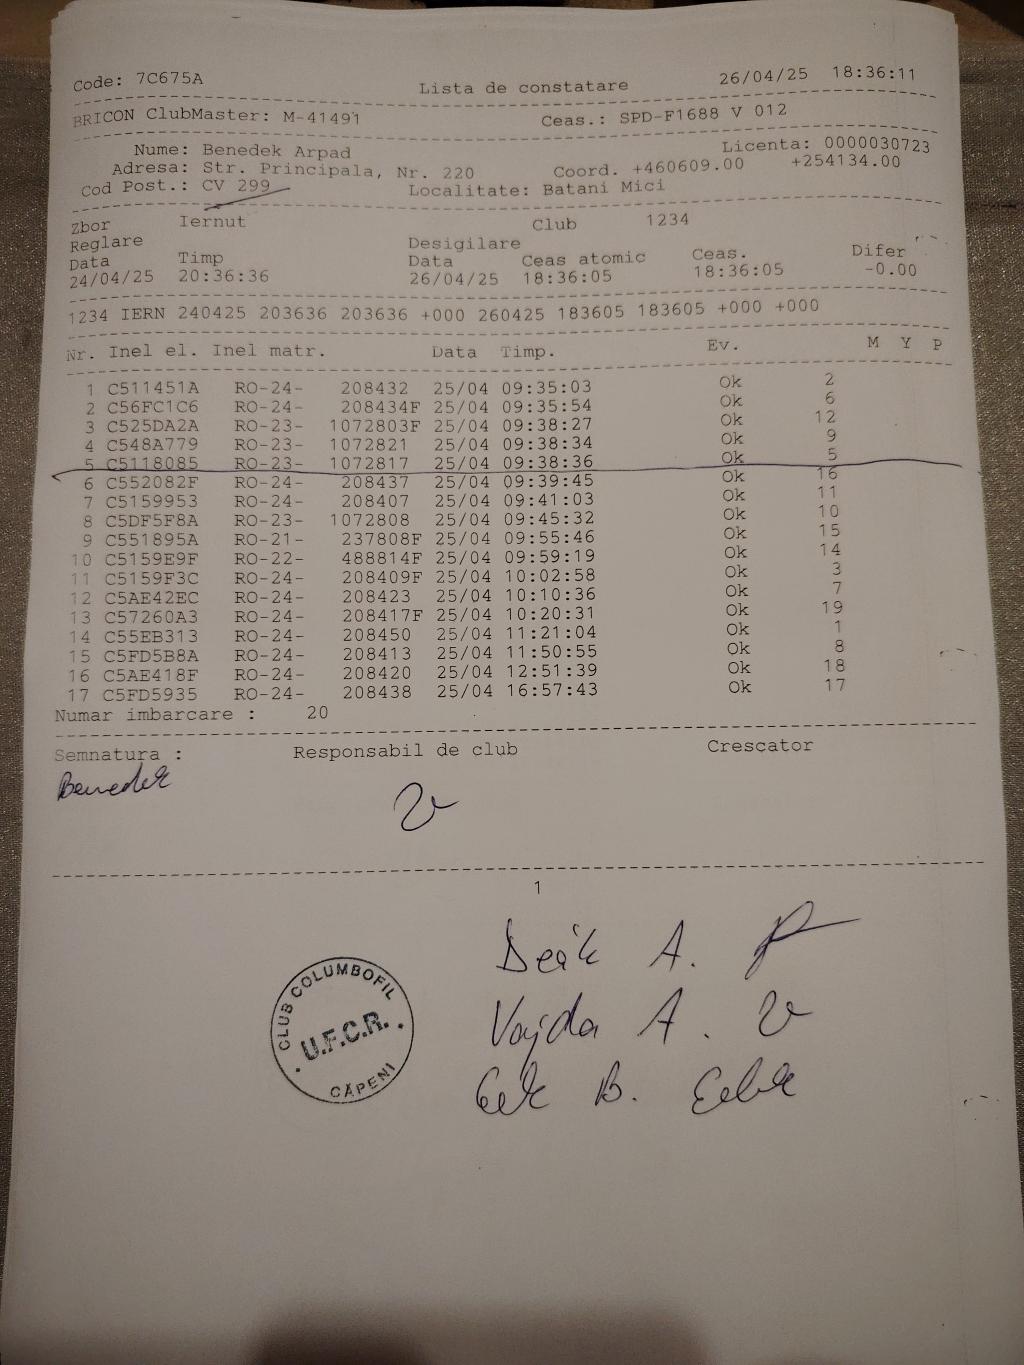 Code: 7C675A Lista de constatare 26/04/25 18:36:11
BRICON ClubMaster: M-41491 Ceas.: SPD-F1688 V 012
Nume: Benedek Arpad Licenta: 0000030723
Adresa: Str. Principala, Nr. 220 Coord. +460609.00 +254134.00
Cod Post.: CV 299 Localitate: Batani Mici
Zbor Iernut Club 1234
Reglare Desigilare
Data Timp Data Ceas atomic Ceas. Difer
24/04/25 20:36:36 26/04/25 18:36:05 18:36:05 -0.00
1234 IERN 240425 203636 203636 +000 260425 183605 183605 +000 +000
Nr. Inel el. Inel matr. Data Timp. Ev. M Y P
1 C511451A RO-24- 208432 25/04 09:35:03 Ok 2
2 C56FC1C6 RO-24- 208434F 25/04 09:35:54 Ok 6
3 C525DA2A RO-23- 1072803F 25/04 09:38:27 Ok 12
4 C548A779 RO-23- 1072821 25/04 09:38:34 Ok 9
5 C5118085 RO-23- 1072817 25/04 09:38:36 Ok 5
6 C552082F RO-24- 208437 25/04 09:39:45 Ok 16
7 C5159953 RO-24- 208407 25/04 09:41:03 Ok 11
8 C5DF5F8A RO-23- 1072808 25/04 09:45:32 Ok 10
9 C551895A RO-21- 237808F 25/04 09:55:46 Ok 15
10 C5159E9F RO-22- 488814F 25/04 09:59:19 Ok 14
11 C5159F3C RO-24- 208409F 25/04 10:02:58 Ok 3
12 C5AE42EC RO-24- 208423 25/04 10:10:36 Ok 7
13 C57260A3 RO-24- 208417F 25/04 10:20:31 Ok 19
14 C55EB313 RO-24- 208450 25/04 11:21:04 Ok 1
15 C5FD5B8A RO-24- 208413 25/04 11:50:55 Ok 8
16 C5AE418F RO-24- 208420 25/04 12:51:39 Ok 18
17 C5FD5935 RO-24- 208438 25/04 16:57:43 Ok 17
Numar imbarcare : 20
Semnatura : Responsabil de club Crescator
Benedek
1
Deák A.
Vajda A.
B.
CLUB COLUMBOFIL
U.F.C.R.
CĂPENI